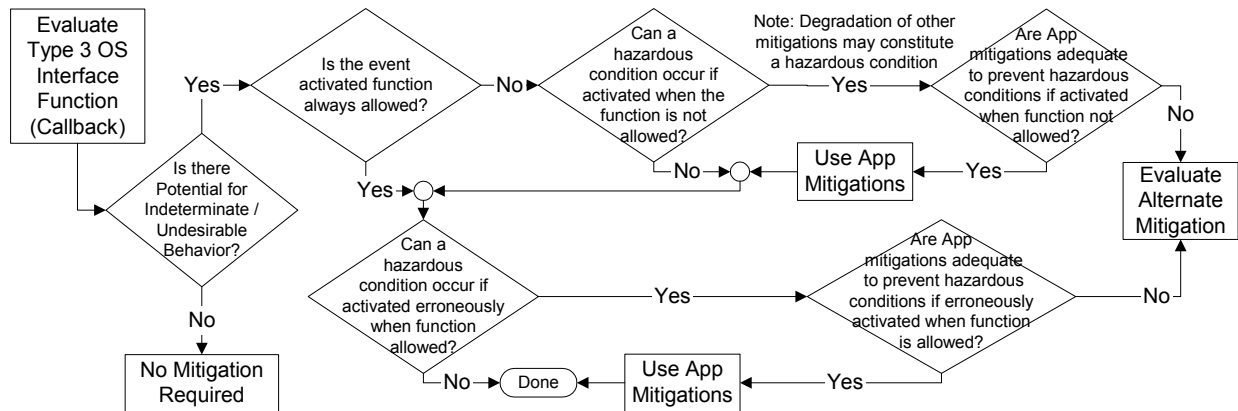 Evaluate
Type 3 OS
Interface
Function
(Callback)
Is there
Potential for
Indeterminate /
Undesirable
Behavior?
Yes
No
No Mitigation
Required
Is the event
activated function
always allowed?
No
Yes
Can a
hazardous
condition occur if
activated when the
function is not
allowed?
Note: Degradation of other
mitigations may constitute
a hazardous condition
Yes
No
Are App
mitigations adequate
to prevent hazardous
conditions if activated
when function not
allowed?
No
Yes
Use App
Mitigations
Evaluate
Alternate
Mitigation
Can a
hazardous
condition occur if
activated erroneously
when function
allowed?
Yes
No
Are App
mitigations adequate
to prevent hazardous
conditions if erroneously
activated when function
is allowed?
No
Yes
Use App
Mitigations
Done